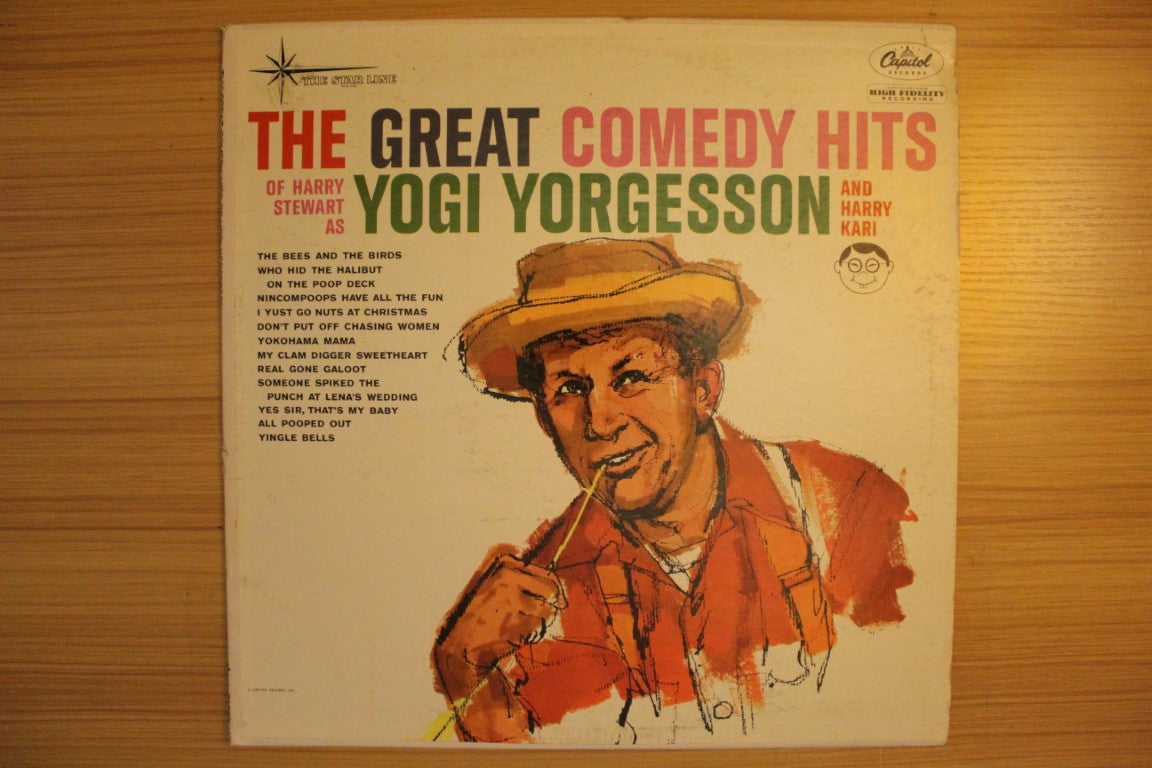 THE STAR LINE
Capitol
RECORDS
HIGH FIDELITY
RECORDING
THE GREAT COMEDY HITS
OF HARRY
STEWART
AS
YOGI YORGESSON
AND
HARRY
KARI
THE BEES AND THE BIRDS
WHO HID THE HALIBUT
ON THE POOP DECK
NINCOMPOOPS HAVE ALL THE FUN
I YUST GO NUTS AT CHRISTMAS
DON'T PUT OFF CHASING WOMEN
YOKOHAMA MAMA
MY CLAM DIGGER SWEETHEART
REAL GONE GALOOT
SOMEONE SPIKED THE
PUNCH AT LENA'S WEDDING
YES SIR, THAT'S MY BABY
ALL POOPED OUT
YINGLE BELLS